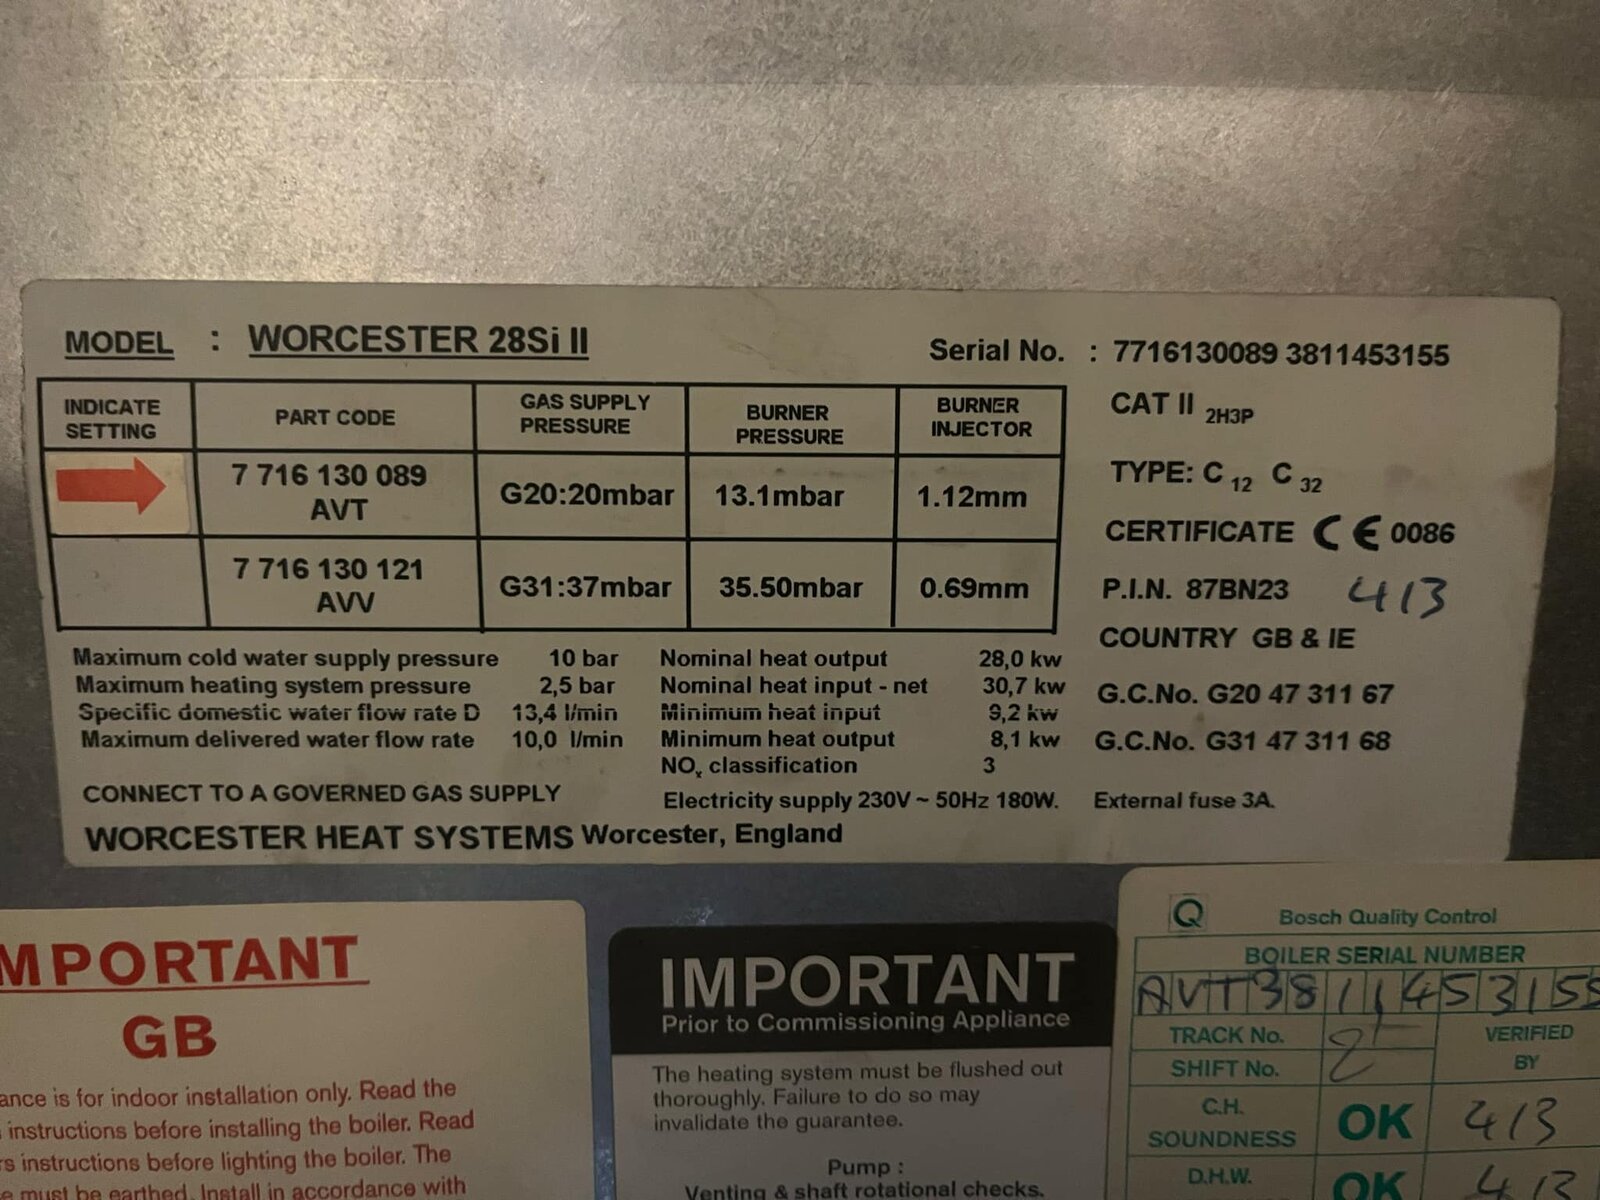 MODEL : WORCESTER 28Si II
Serial No. : 7716130089 3811453155
INDICATE SETTING PART CODE GAS SUPPLY PRESSURE BURNER PRESSURE BURNER INJECTOR
7 716 130 089 AVT G20:20mbar 13.1mbar 1.12mm
7 716 130 121 AVV G31:37mbar 35.50mbar 0.69mm
CAT II 2H3P
TYPE: C 12 C 32
CERTIFICATE CE 0086
P.I.N. 87BN23 413
COUNTRY GB & IE
G.C.No. G20 47 311 67
G.C.No. G31 47 311 68
Maximum cold water supply pressure 10 bar
Maximum heating system pressure 2,5 bar
Specific domestic water flow rate D 13,4 l/min
Maximum delivered water flow rate 10,0 l/min
Nominal heat output 28,0 kw
Nominal heat input - net 30,7 kw
Minimum heat input 9,2 kw
Minimum heat output 8,1 kw
NOx classification 3
CONNECT TO A GOVERNED GAS SUPPLY
Electricity supply 230V ~ 50Hz 180W. External fuse 3A.
WORCESTER HEAT SYSTEMS Worcester, England
MPORTANT
GB
ance is for indoor installation only. Read the
instructions before installing the boiler. Read
rs instructions before lighting the boiler. The
must be earthed. Install in accordance with
IMPORTANT
Prior to Commissioning Appliance
The heating system must be flushed out
thoroughly. Failure to do so may
invalidate the guarantee.
Pump :
Venting & shaft rotational checks.
Q Bosch Quality Control
BOILER SERIAL NUMBER
AVT3811453155
TRACK No.
SHIFT No.
VERIFIED BY
C.H. SOUNDNESS OK 413
D.H.W. OK 413